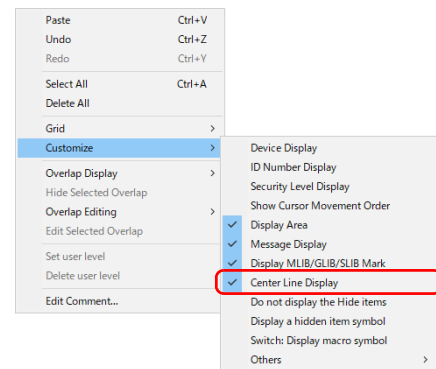 Paste Ctrl+V
Undo Ctrl+Z
Redo Ctrl+Y
Select All Ctrl+A
Delete All
Grid >
Customize >
Overlap Display >
Hide Selected Overlap
Overlap Editing >
Edit Selected Overlap
Set user level
Delete user level
Edit Comment...
Device Display
ID Number Display
Security Level Display
Show Cursor Movement Order
Display Area
Message Display
Display MLIB/GLIB/SLIB Mark
Center Line Display
Do not display the Hide items
Display a hidden item symbol
Switch: Display macro symbol
Others >